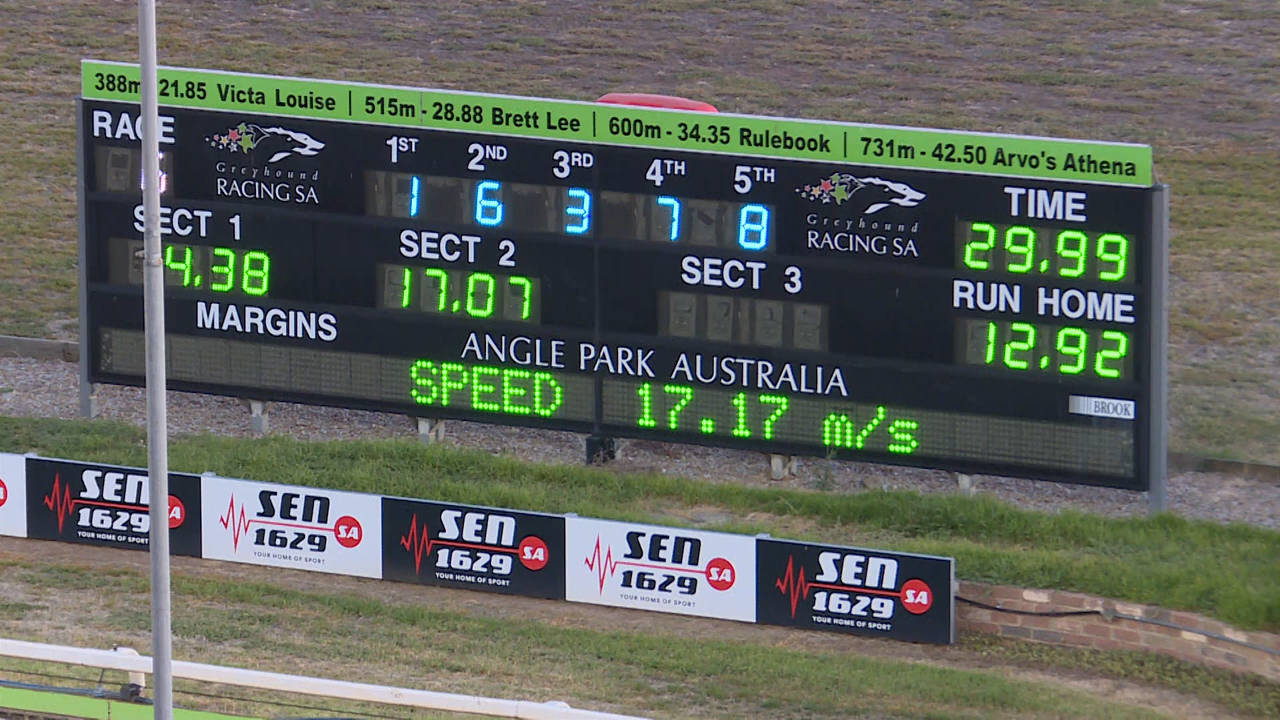 388m - 21.85 Victa Louise | 515m - 28.88 Brett Lee | 600m - 34.35 Rulebook | 731m - 42.50 Arvo's Athena
RACE
Greyhound
RACING SA
1ST 2ND 3RD 4TH 5TH
1 6 3 7 8
Greyhound
RACING SA
TIME
29.99
SECT 1
4.38
SECT 2
17.07
SECT 3
RUN HOME
12.92
MARGINS
ANGLE PARK AUSTRALIA
SPEED 17.17 m/s
BROOK
SEN
1629
SA
YOUR HOME OF SPORT
SEN
1629
SA
YOUR HOME OF SPORT
SEN
1629
SA
YOUR HOME OF SPORT
SEN
1629
SA
YOUR HOME OF SPORT
SEN
1629
SA
YOUR HOME OF SPORT